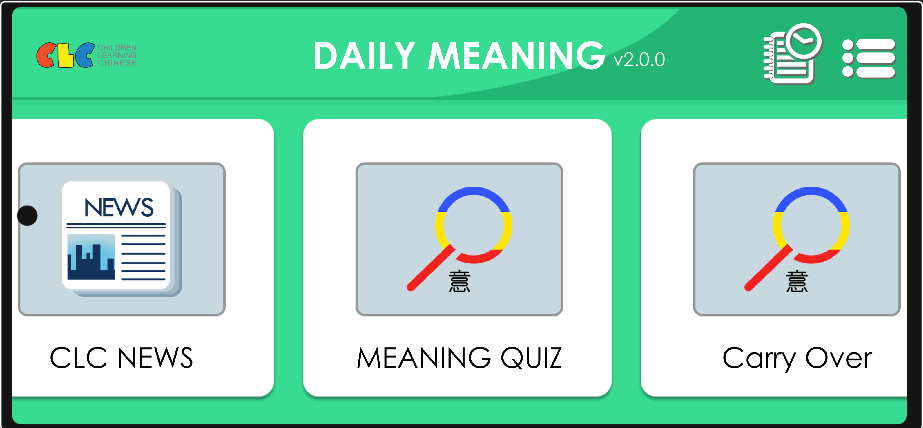 CLC
CHILDREN
LEARNING
CHINESE
DAILY MEANING v2.0.0
NEWS
意
意
CLC NEWS
MEANING QUIZ
Carry Over